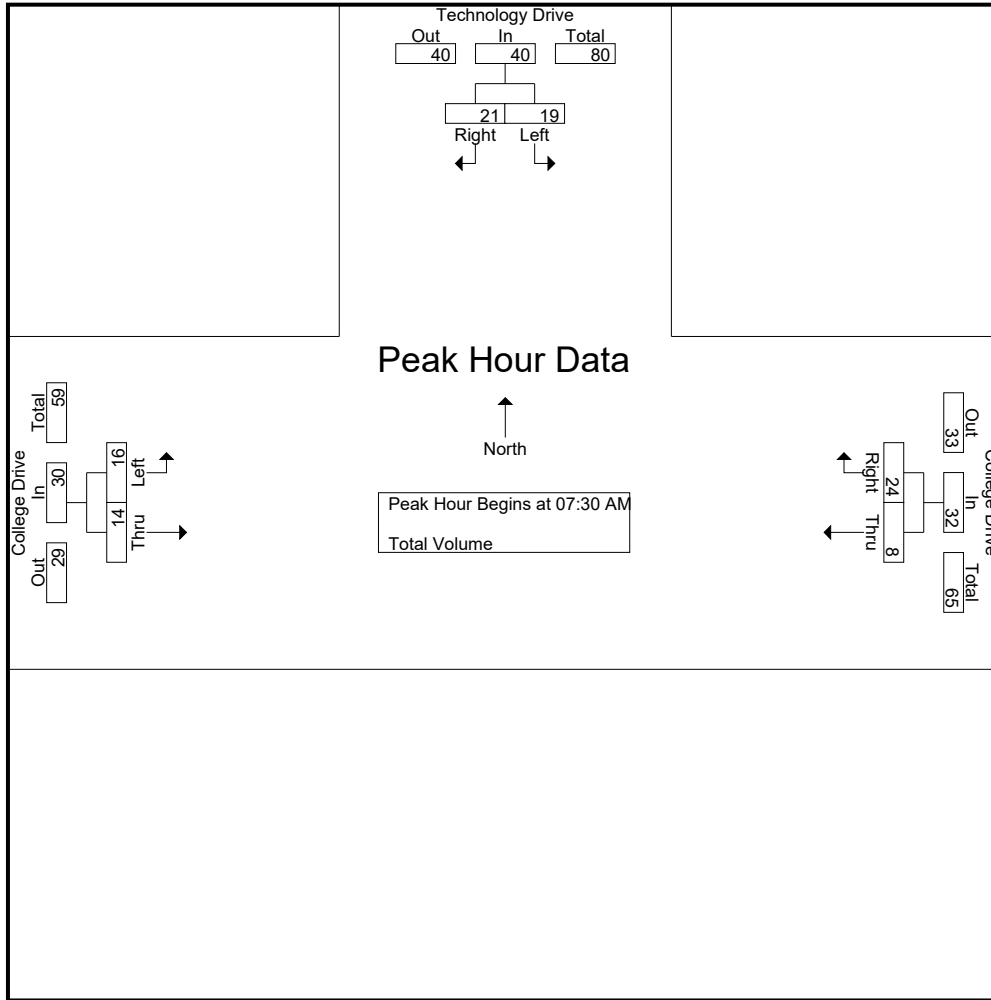 Technology Drive
Out In Total
40 40 80
21 19
Right Left
Peak Hour Data
North
Peak Hour Begins at 07:30 AM
Total Volume
College Drive
Out In Total
29 30 59
Left Thru
16 14
College Drive
Out In Total
33 32 65
Right Thru
24 8